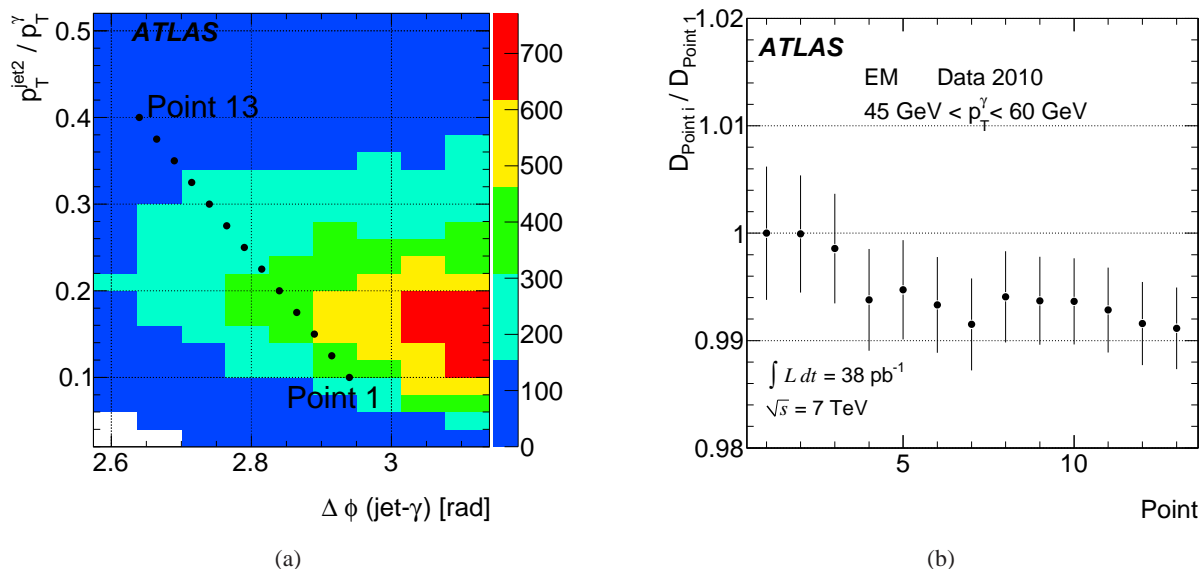 p_T^jet2 / p_T^γ
ATLAS
Point 13
Point 1
0.5
0.4
0.3
0.2
0.1
2.6 2.8 3
Δ ϕ (jet-γ) [rad]
700
600
500
400
300
200
100
0
(a)
D_Point i / D_Point 1
1.02
1.01
1
0.99
0.98
ATLAS
EM Data 2010
45 GeV < p_T^γ < 60 GeV
∫ L dt = 38 pb^-1
√s = 7 TeV
5 10
Point
(b)